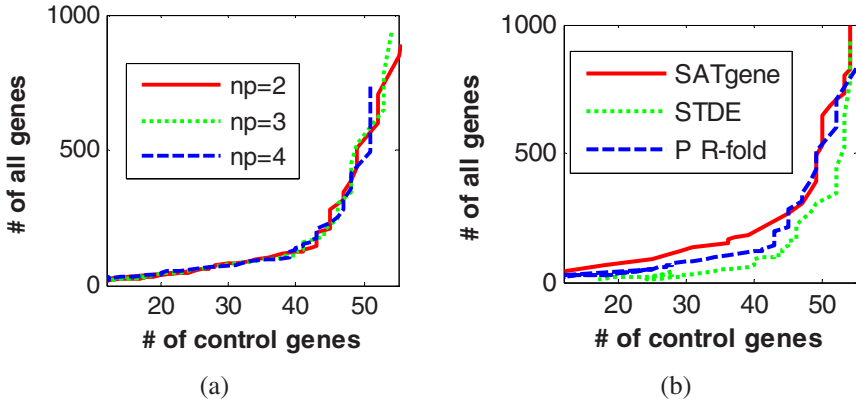 1000
500
0
# of all genes
np=2
np=3
np=4
20
30
40
50
# of control genes
(a)
1000
500
0
# of all genes
SATgene
STDE
P R-fold
20
30
40
50
# of control genes
(b)